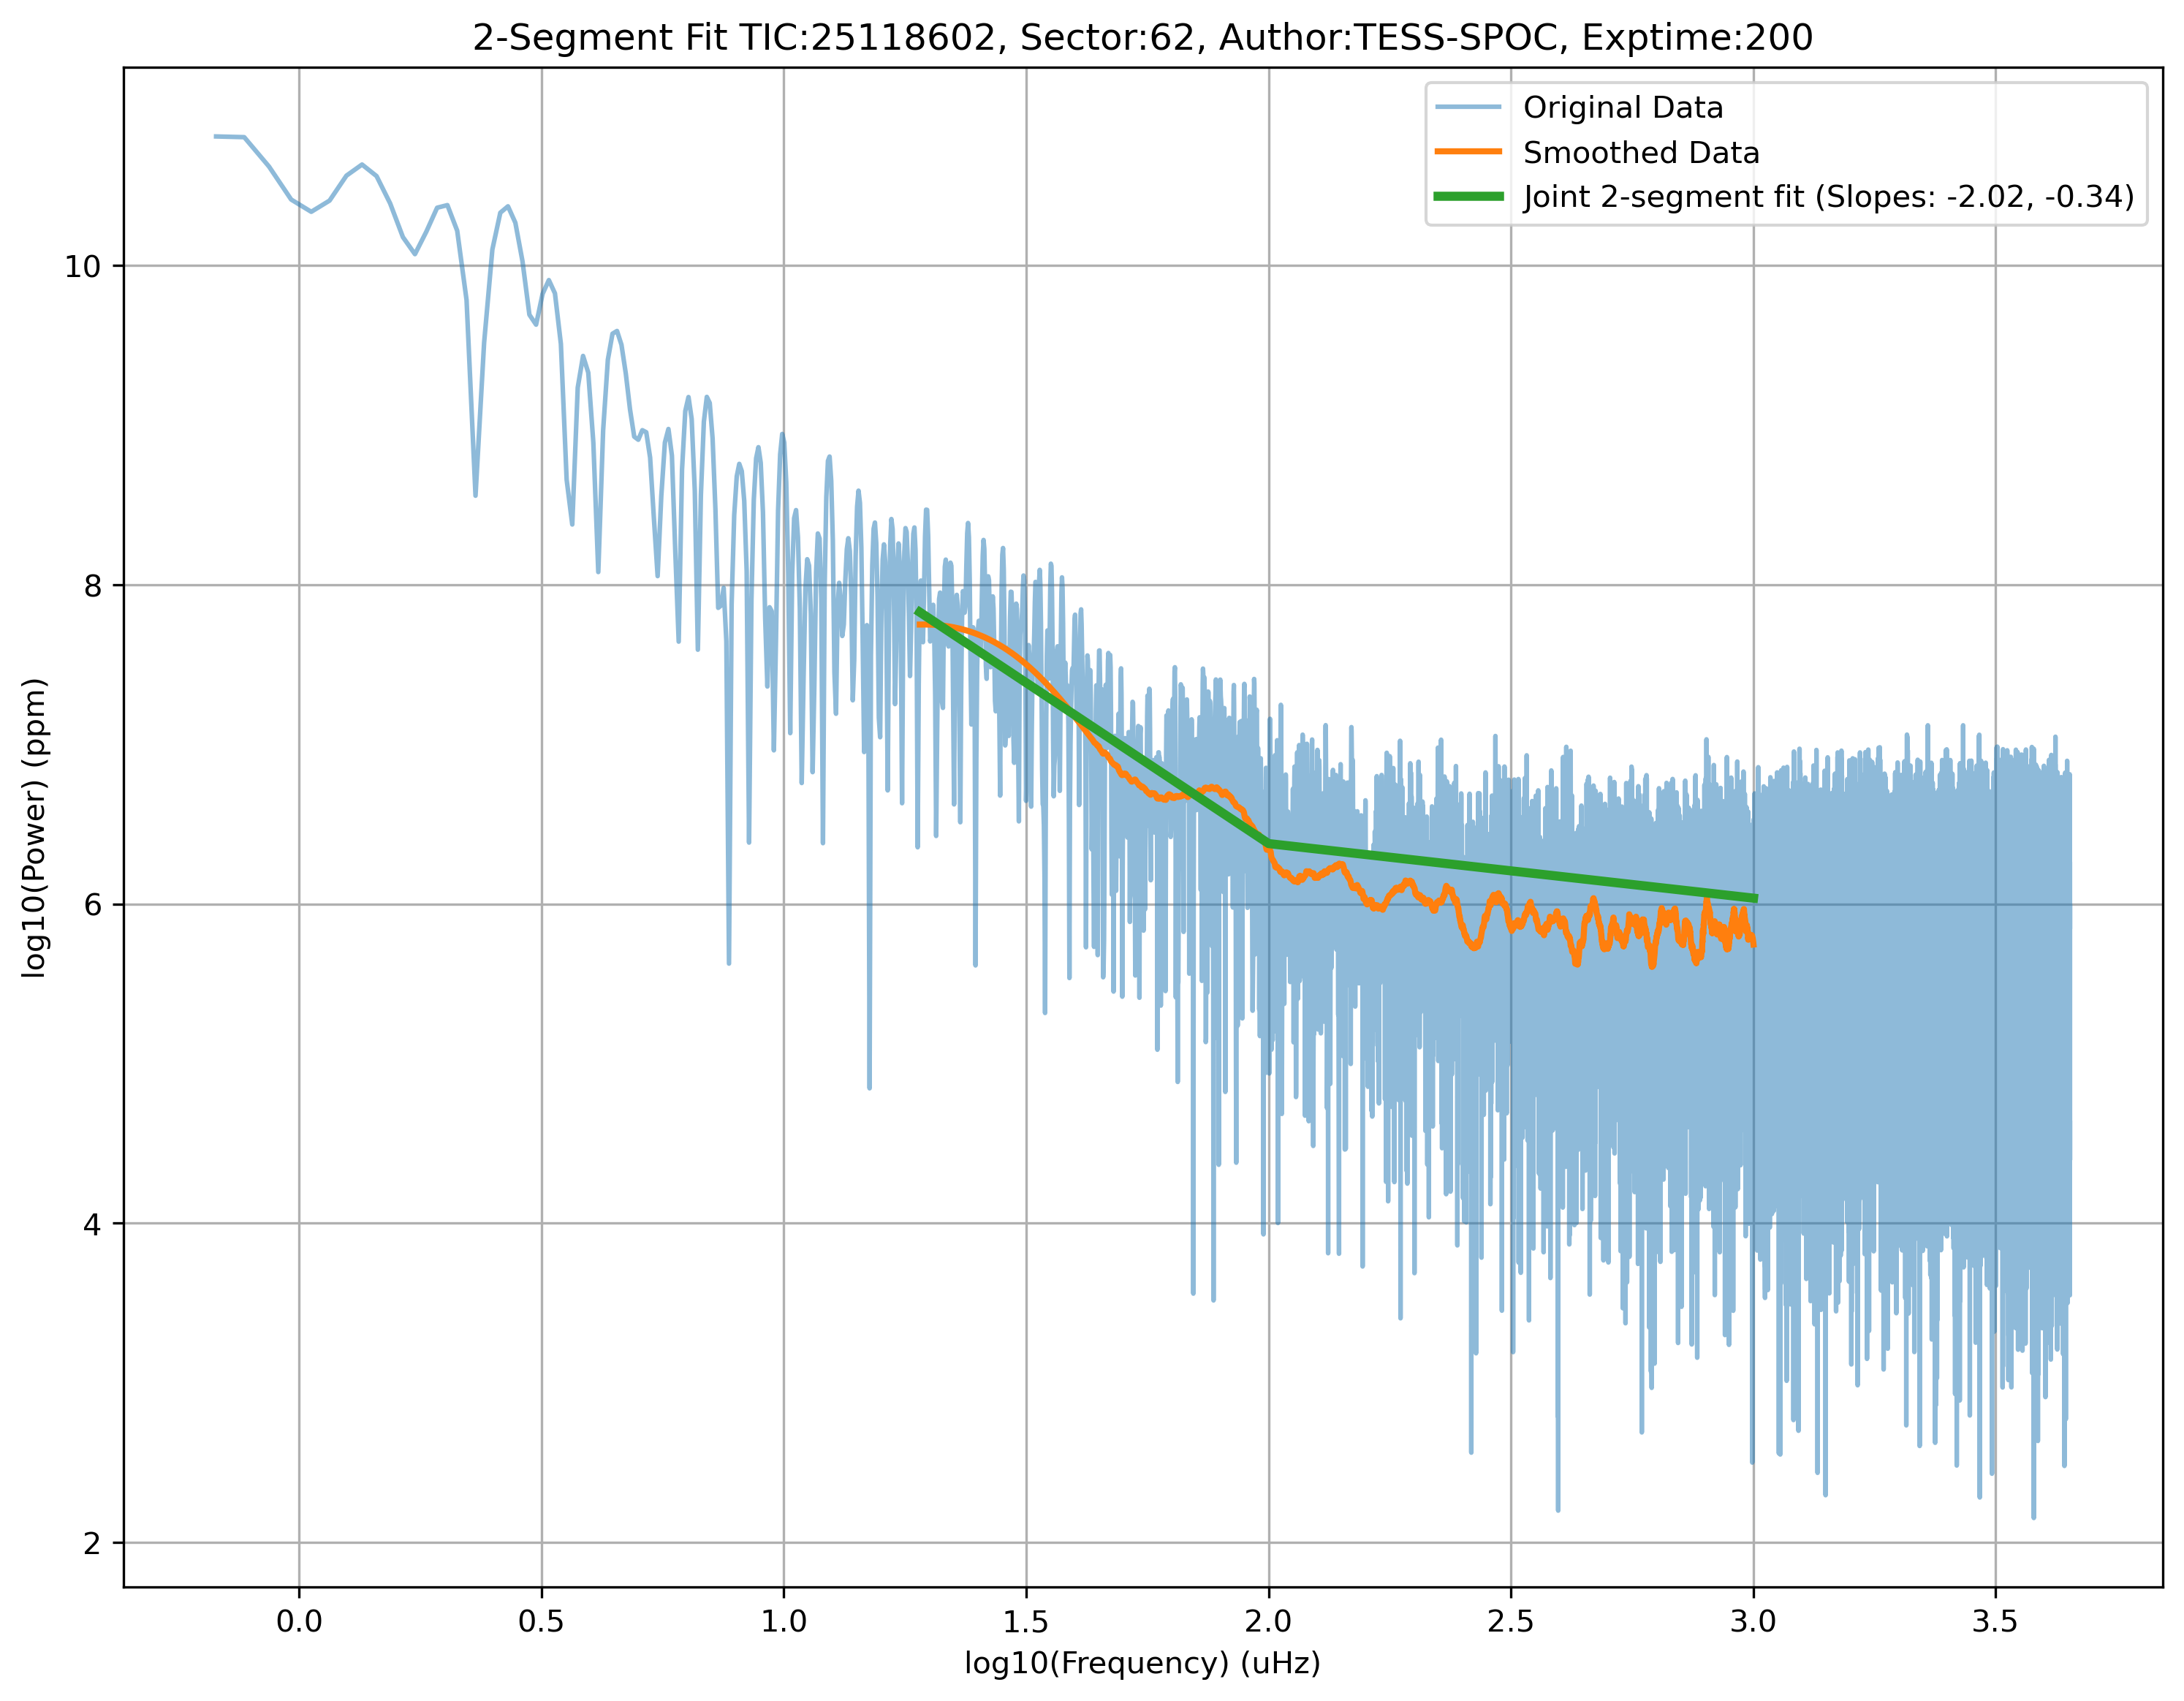 2-Segment Fit TIC:25118602, Sector:62, Author:TESS-SPOC, Exptime:200
Original Data
Smoothed Data
Joint 2-segment fit (Slopes: -2.02, -0.34)
10
8
6
4
2
log10(Power) (ppm)
0.0 0.5 1.0 1.5 2.0 2.5 3.0 3.5
log10(Frequency) (uHz)